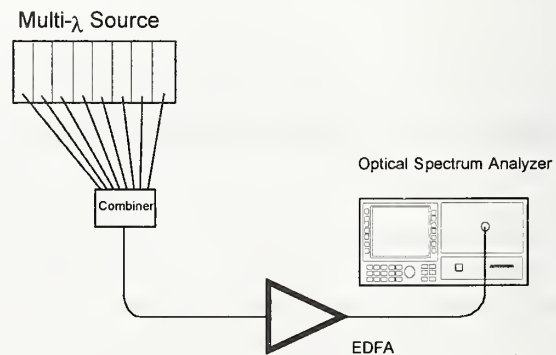 Multi-λ Source
Combiner
Optical Spectrum Analyzer
EDFA